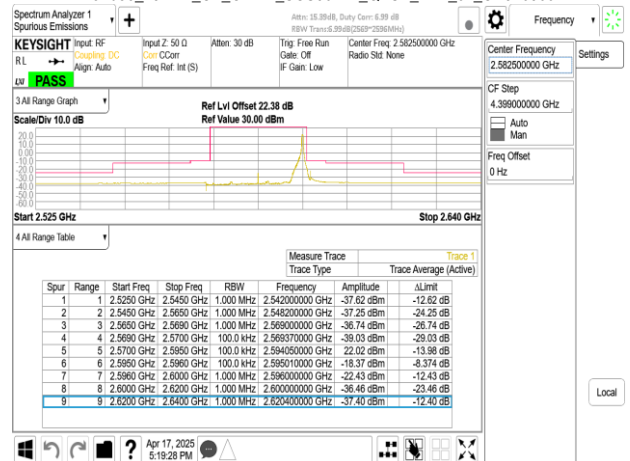 Spectrum Analyzer 1
Spurious Emissions
Attn: 15.39dB, Duty Corr: 6.99 dB
RBW Trans:6.99dB(2569~2596MHz)
Frequency
KEYSIGHT
Input: RF
Input Z: 50 Ω
Atten: 30 dB
Trig: Free Run
Center Freq: 2.582500000 GHz
RL
Coupling: DC
Corr CCorr
Gate: Off
Radio Std: None
Align: Auto
Freq Ref: Int (S)
IF Gain: Low
LXI
PASS
Center Frequency
2.582500000 GHz
Settings
CF Step
4.399000000 GHz
Auto
Man
Freq Offset
0 Hz
3 All Range Graph
Ref Lvl Offset 22.38 dB
Scale/Div 10.0 dB
Ref Value 30.00 dBm
20.0
10.0
0.00
-10.0
-20.0
-30.0
-40.0
-50.0
-60.0
Start 2.525 GHz
Stop 2.640 GHz
4 All Range Table
Measure Trace Trace 1
Trace Type Trace Average (Active)
Spur Range Start Freq Stop Freq RBW Frequency Amplitude ΔLimit
1 1 2.5250 GHz 2.5450 GHz 1.000 MHz 2.542000000 GHz -37.62 dBm -12.62 dB
2 2 2.5450 GHz 2.5650 GHz 1.000 MHz 2.548200000 GHz -37.25 dBm -24.25 dB
3 3 2.5650 GHz 2.5690 GHz 1.000 MHz 2.569000000 GHz -36.74 dBm -26.74 dB
4 4 2.5690 GHz 2.5700 GHz 100.0 kHz 2.569370000 GHz -39.03 dBm -29.03 dB
5 5 2.5700 GHz 2.5950 GHz 100.0 kHz 2.594050000 GHz 22.02 dBm -13.98 dB
6 6 2.5950 GHz 2.5960 GHz 100.0 kHz 2.595010000 GHz -18.37 dBm -8.374 dB
7 7 2.5960 GHz 2.6000 GHz 1.000 MHz 2.596000000 GHz -22.43 dBm -12.43 dB
8 8 2.6000 GHz 2.6200 GHz 1.000 MHz 2.600000000 GHz -36.46 dBm -23.46 dB
9 9 2.6200 GHz 2.6400 GHz 1.000 MHz 2.620400000 GHz -37.40 dBm -12.40 dB
Local
?
Apr 17, 2025
5:19:28 PM